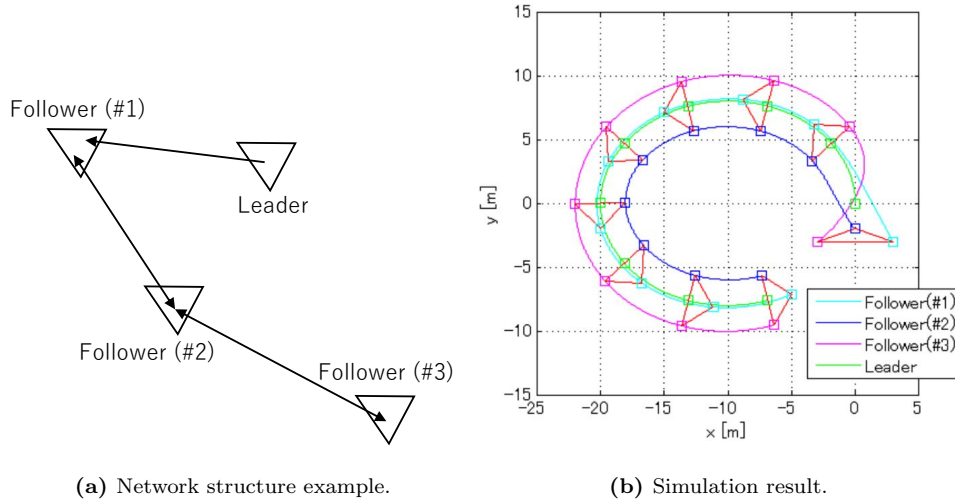 Follower (#1)
Leader
Follower (#2)
Follower (#3)
(a) Network structure example.
15
10
5
0
-5
-10
-15
y [m]
-25
-20
-15
-10
-5
0
5
x [m]
Follower(#1)
Follower(#2)
Follower(#3)
Leader
(b) Simulation result.